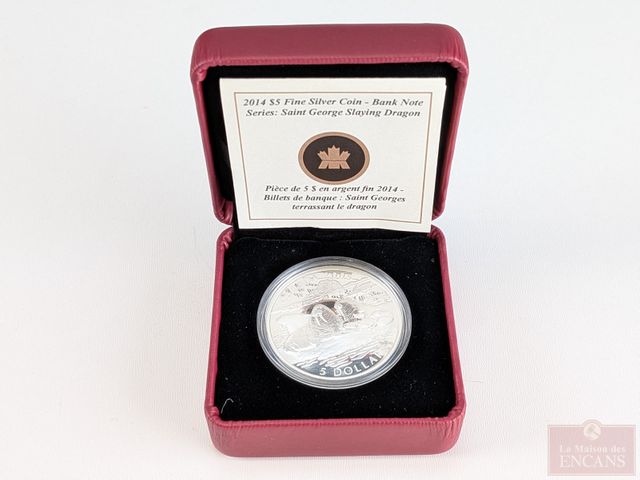 2014 $5 Fine Silver Coin - Bank Note
Series: Saint George Slaying Dragon
Pièce de 5 $ en argent fin 2014 -
Billets de banque : Saint Georges
terrassant le dragon
5 DOLLA
La Maison des
ENCANS